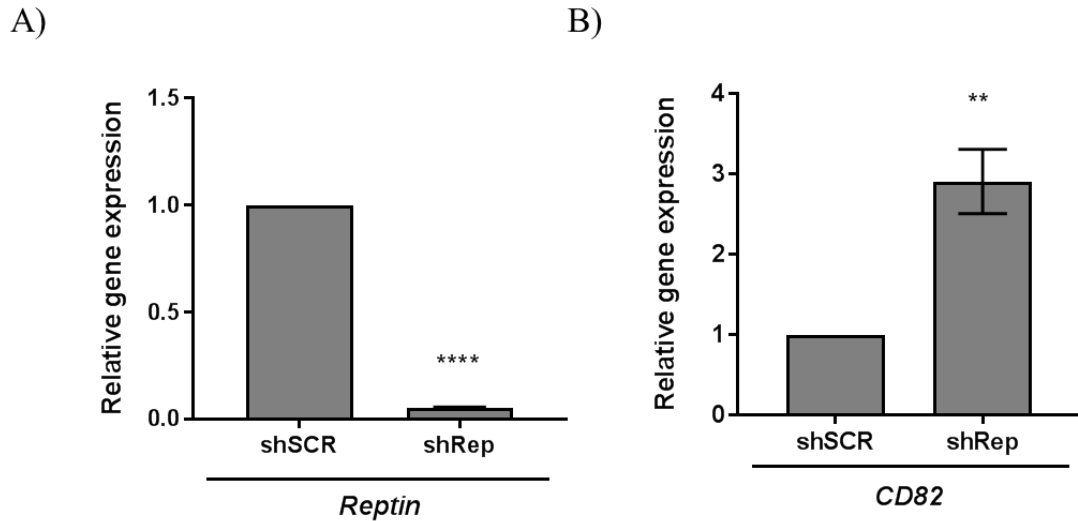 A)
Relative gene expression
1.5
1.0
0.5
0.0
****
shSCR shRep
Reptin
B)
Relative gene expression
4
3
2
1
0
**
shSCR shRep
CD82